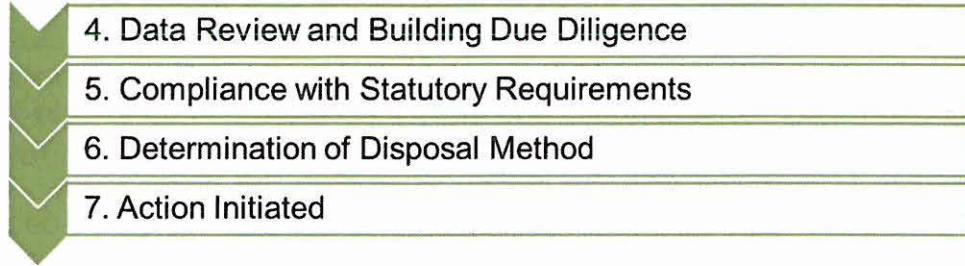 4. Data Review and Building Due Diligence
5. Compliance with Statutory Requirements
6. Determination of Disposal Method
7. Action Initiated